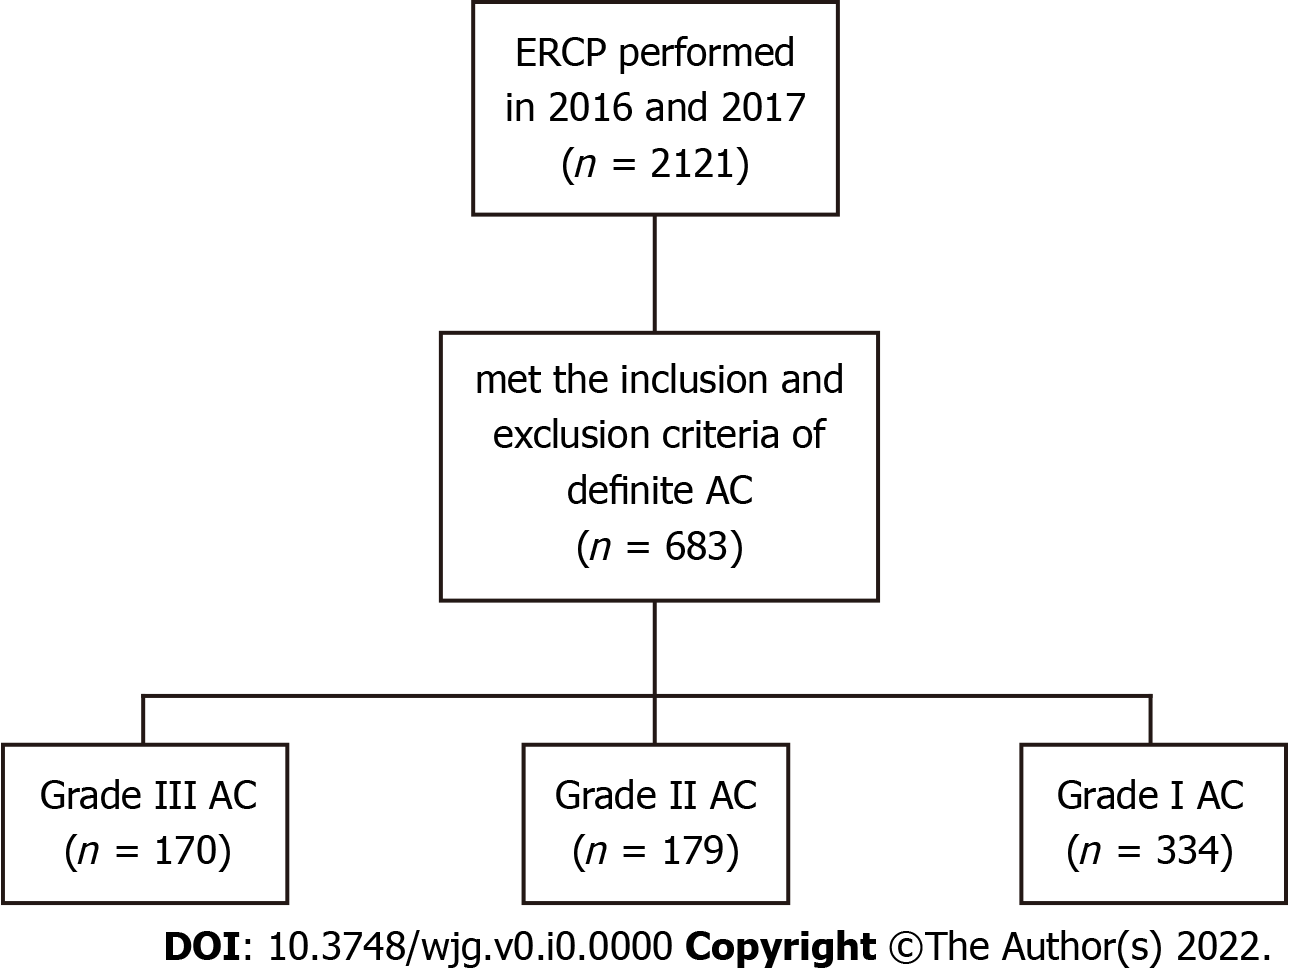 ERCP performed
in 2016 and 2017
(n = 2121)
met the inclusion and
exclusion criteria of
definite AC
(n = 683)
Grade III AC
(n = 170)
Grade II AC
(n = 179)
Grade I AC
(n = 334)
DOI: 10.3748/wjg.v0.i0.0000 Copyright ©The Author(s) 2022.